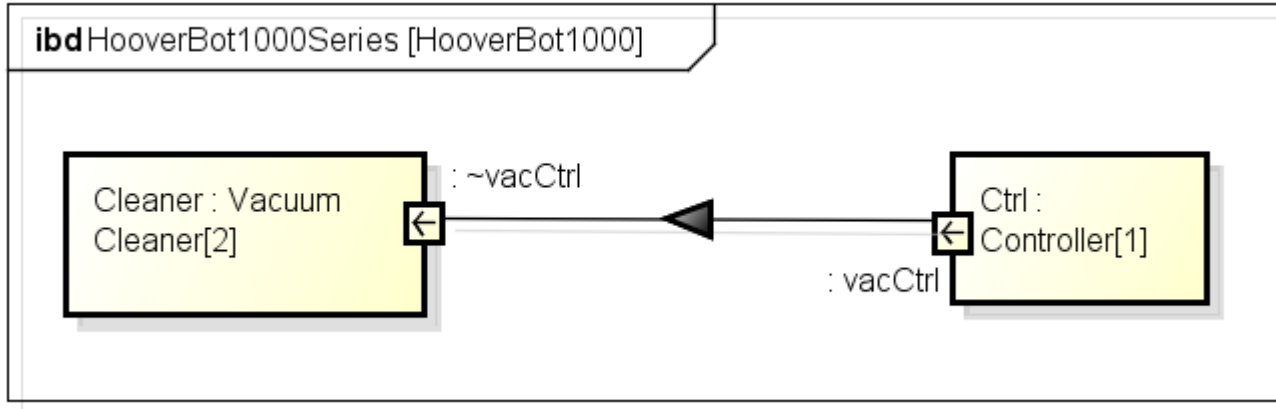 ibd HooverBot1000Series [HooverBot1000]
Cleaner : Vacuum
Cleaner[2]
: ~vacCtrl
: vacCtrl
Ctrl :
Controller[1]